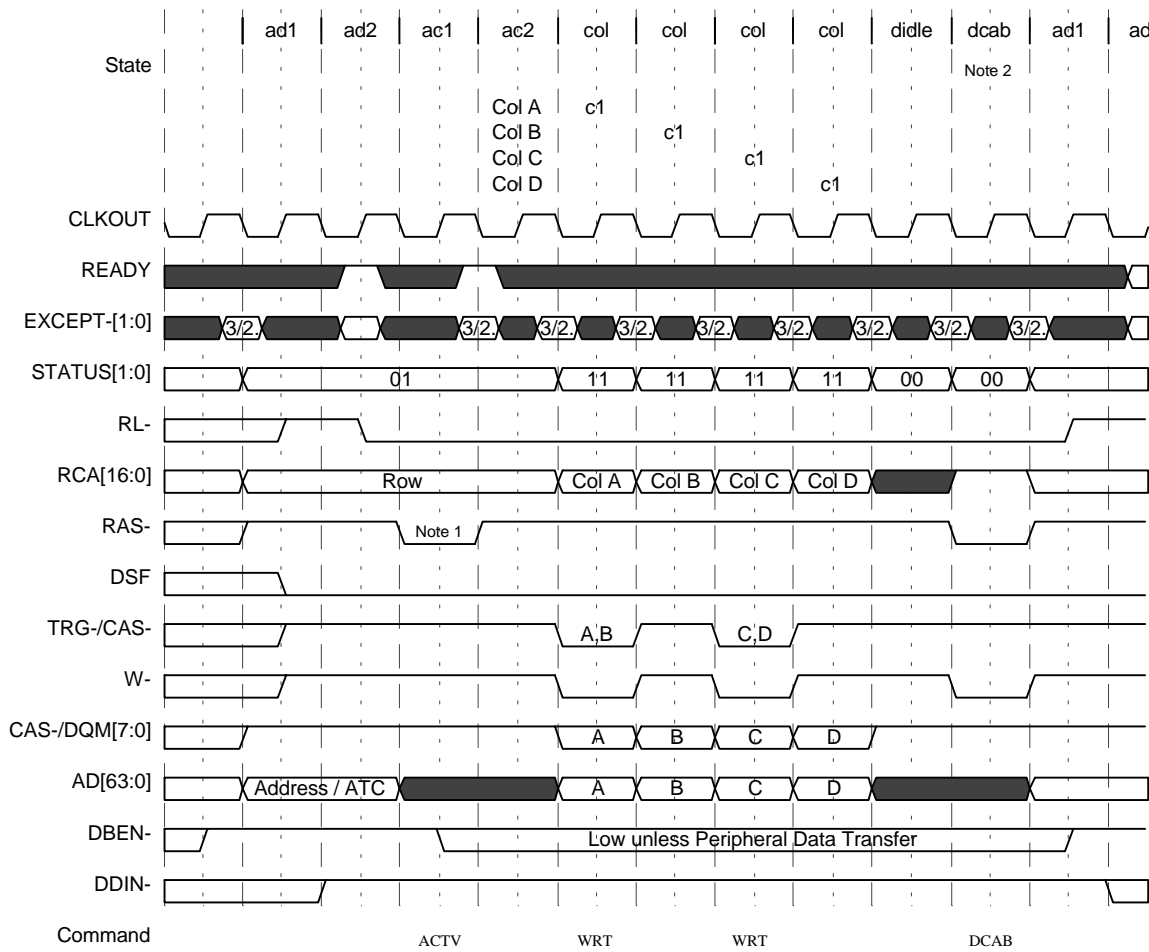 ad1 ad2 ac1 ac2 col col col col didle dcab ad1 ad
State Note 2
Col A c1
Col B c1
Col C c1
Col D c1
CLKOUT
READY
EXCEPT-[1:0] 3/2. 3/2. 3/2. 3/2. 3/2. 3/2. 3/2. 3/2. 3/2.
STATUS[1:0] 01 11 11 11 11 00 00
RL-
RCA[16:0] Row Col A Col B Col C Col D
RAS- Note 1
DSF
TRG-/CAS- A,B C,D
W-
CAS-/DQM[7:0] A B C D
AD[63:0] Address / ATC A B C D
DBEN- Low unless Peripheral Data Transfer
DDIN-
Command ACTV WRT WRT DCAB